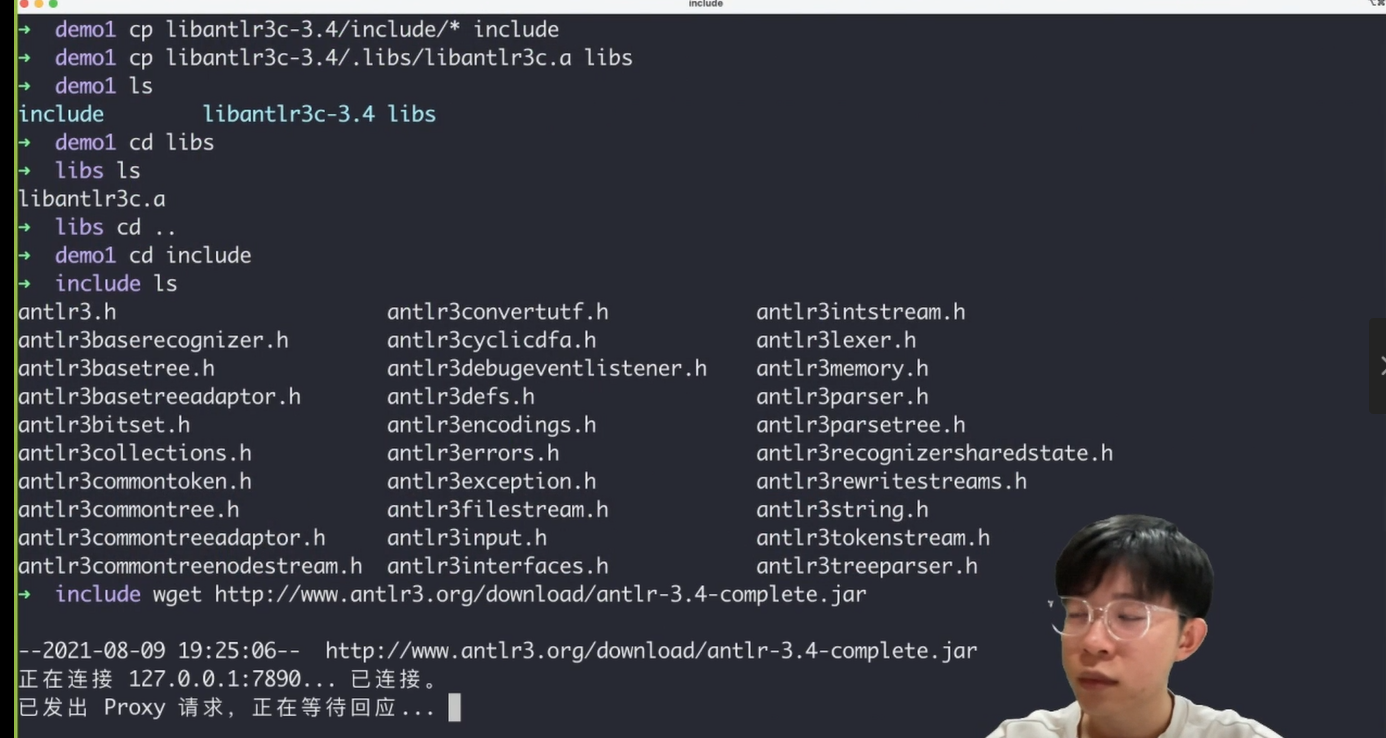 include
→ demo1 cp libantlr3c-3.4/include/* include
→ demo1 cp libantlr3c-3.4/.libs/libantlr3c.a libs
→ demo1 ls
include libantlr3c-3.4 libs
→ demo1 cd libs
→ libs ls
libantlr3c.a
→ libs cd ..
→ demo1 cd include
→ include ls
antlr3.h antlr3convertutf.h antlr3intstream.h
antlr3baserecognizer.h antlr3cyclicdfa.h antlr3lexer.h
antlr3basetree.h antlr3debugeventlistener.h antlr3memory.h
antlr3basetreeadaptor.h antlr3defs.h antlr3parser.h
antlr3bitset.h antlr3encodings.h antlr3parsetree.h
antlr3collections.h antlr3errors.h antlr3recognizersharedstate.h
antlr3commontoken.h antlr3exception.h antlr3rewritestreams.h
antlr3commontree.h antlr3filestream.h antlr3string.h
antlr3commontreeadaptor.h antlr3input.h antlr3tokenstream.h
antlr3commontreenodestream.h antlr3interfaces.h antlr3treeparser.h
→ include wget http://www.antlr3.org/download/antlr-3.4-complete.jar
--2021-08-09 19:25:06-- http://www.antlr3.org/download/antlr-3.4-complete.jar
正在连接 127.0.0.1:7890... 已连接。
已发出 Proxy 请求，正在等待回应...